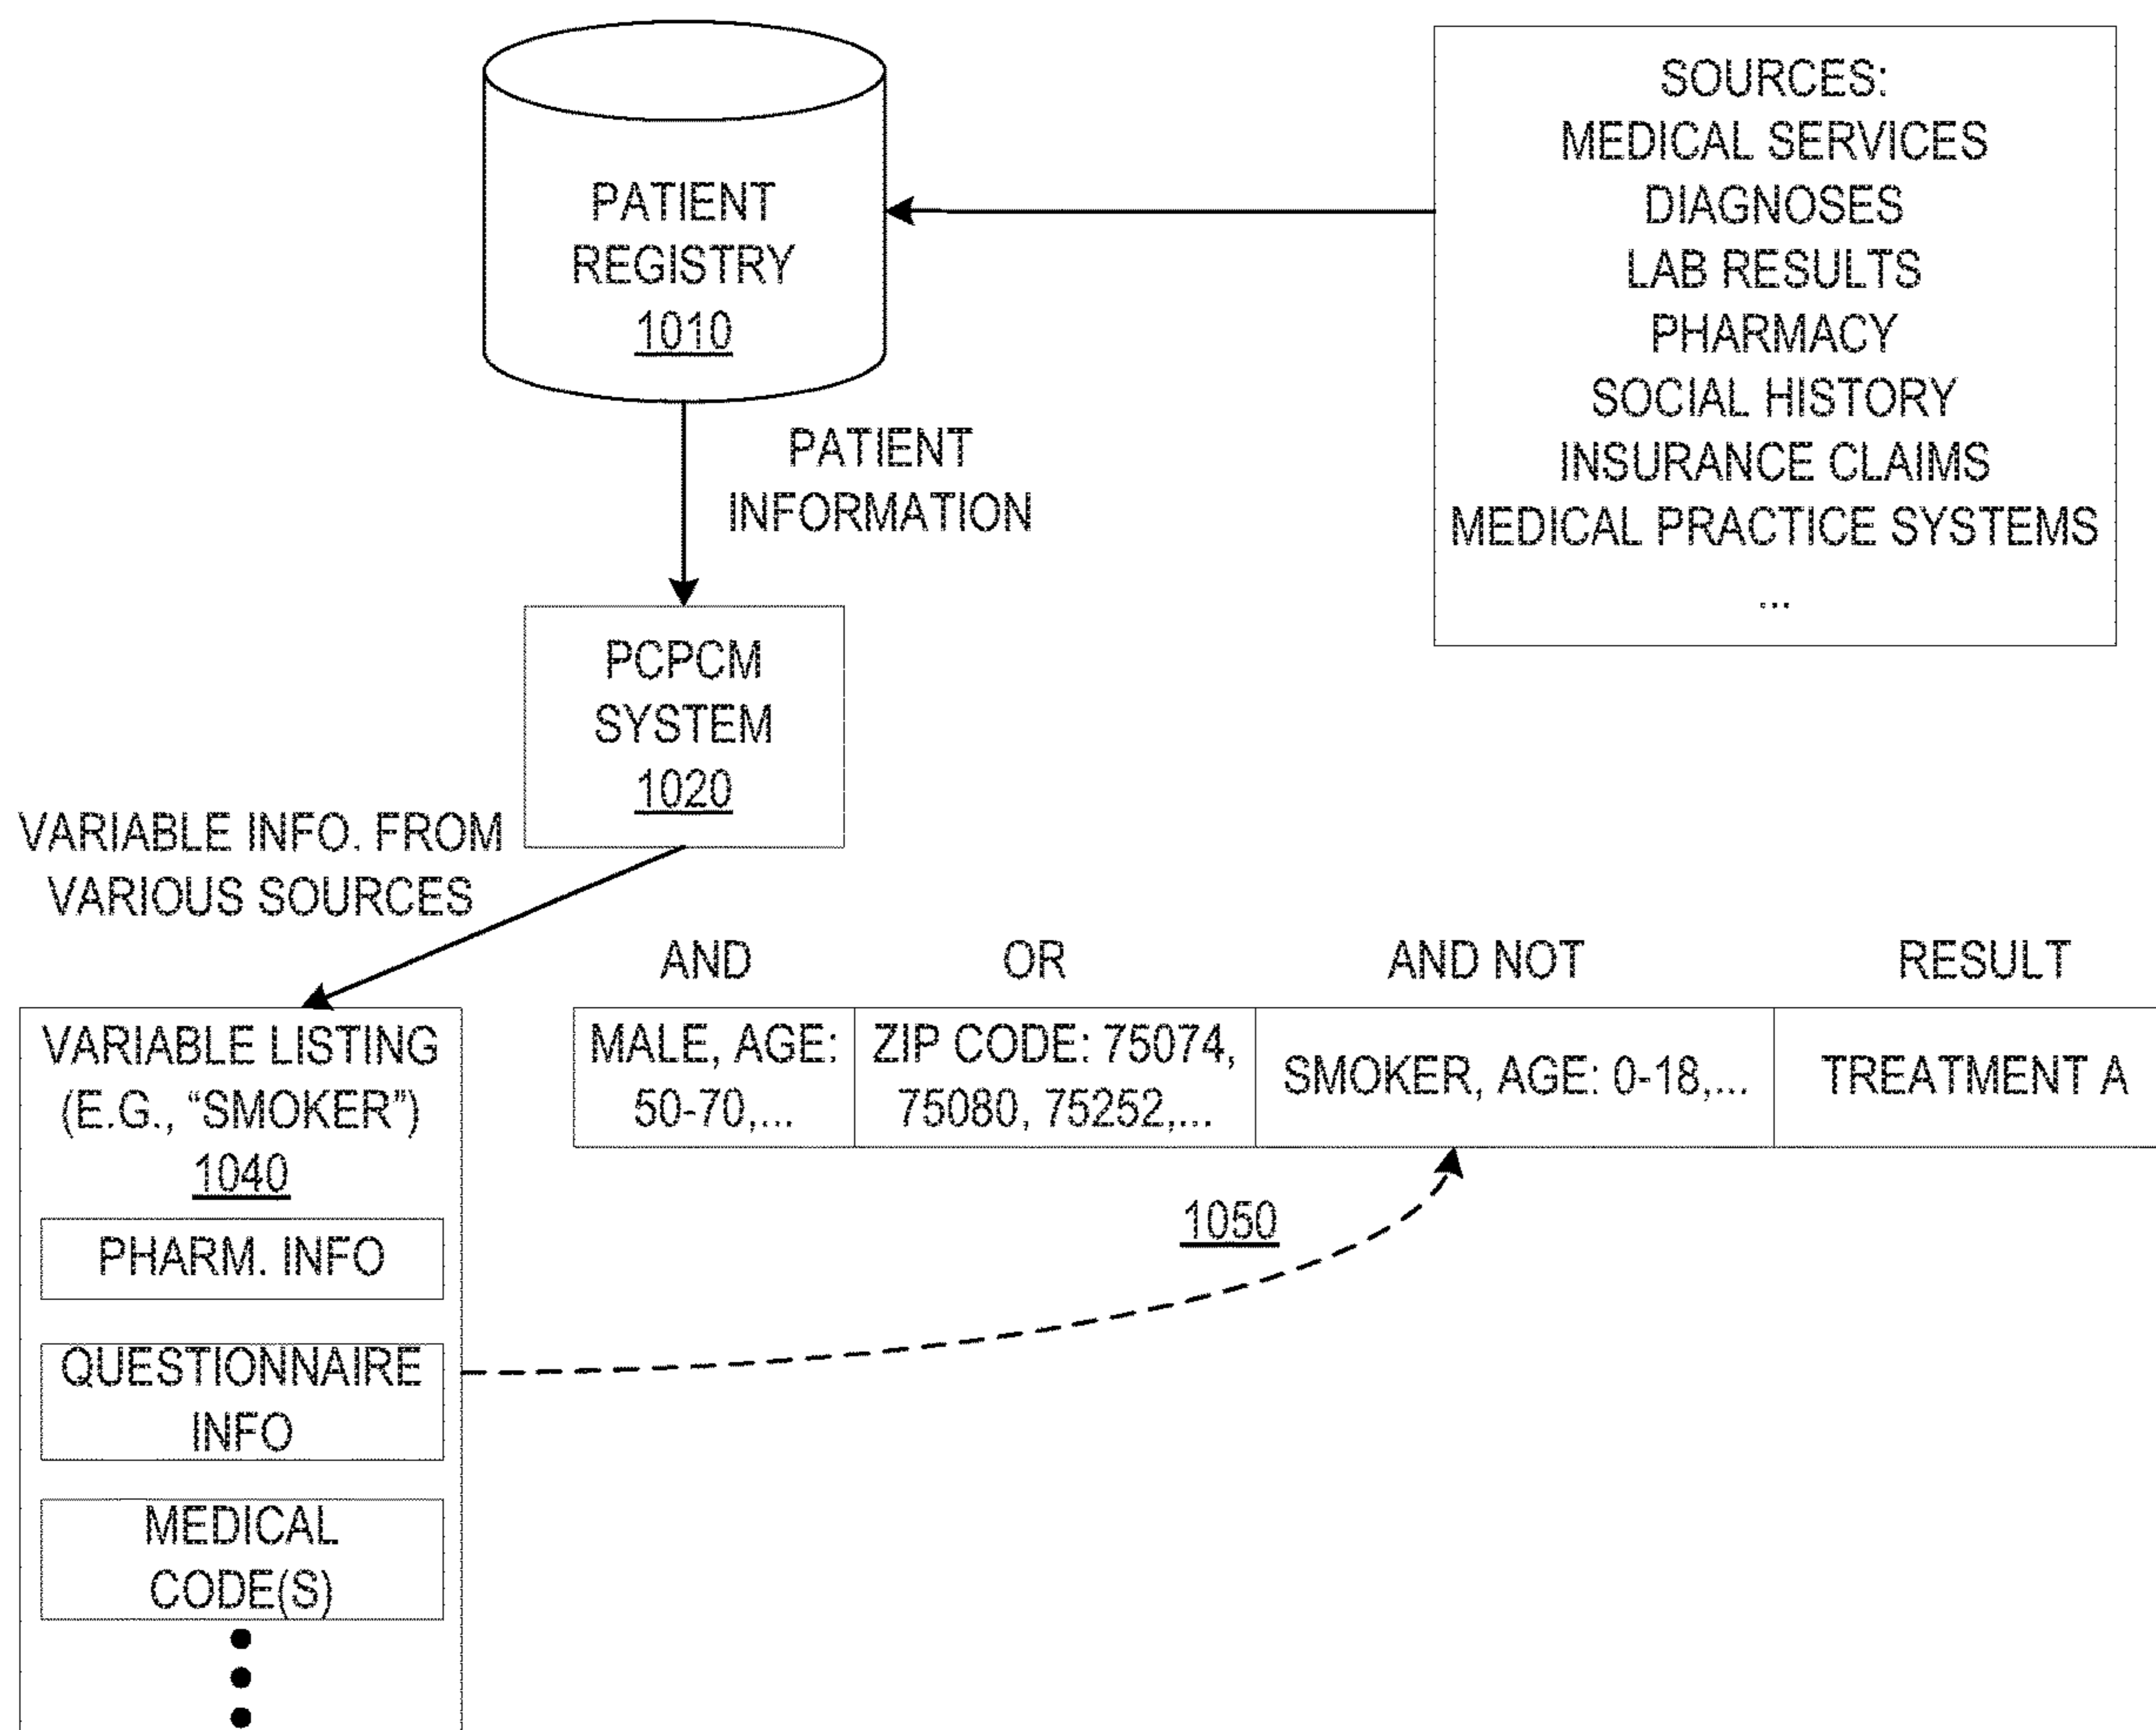 PATIENT
REGISTRY
1010
SOURCES:
MEDICAL SERVICES
DIAGNOSES
LAB RESULTS
PHARMACY
SOCIAL HISTORY
INSURANCE CLAIMS
MEDICAL PRACTICE SYSTEMS
...
PATIENT
INFORMATION
PCPCM
SYSTEM
1020
VARIABLE INFO. FROM
VARIOUS SOURCES
VARIABLE LISTING
(E.G., “SMOKER”)
1040
PHARM. INFO
QUESTIONNAIRE
INFO
MEDICAL
CODE(S)
AND
MALE, AGE:
50-70,...
OR
ZIP CODE: 75074,
75080, 75252,...
AND NOT
SMOKER, AGE: 0-18,...
RESULT
TREATMENT A
1050